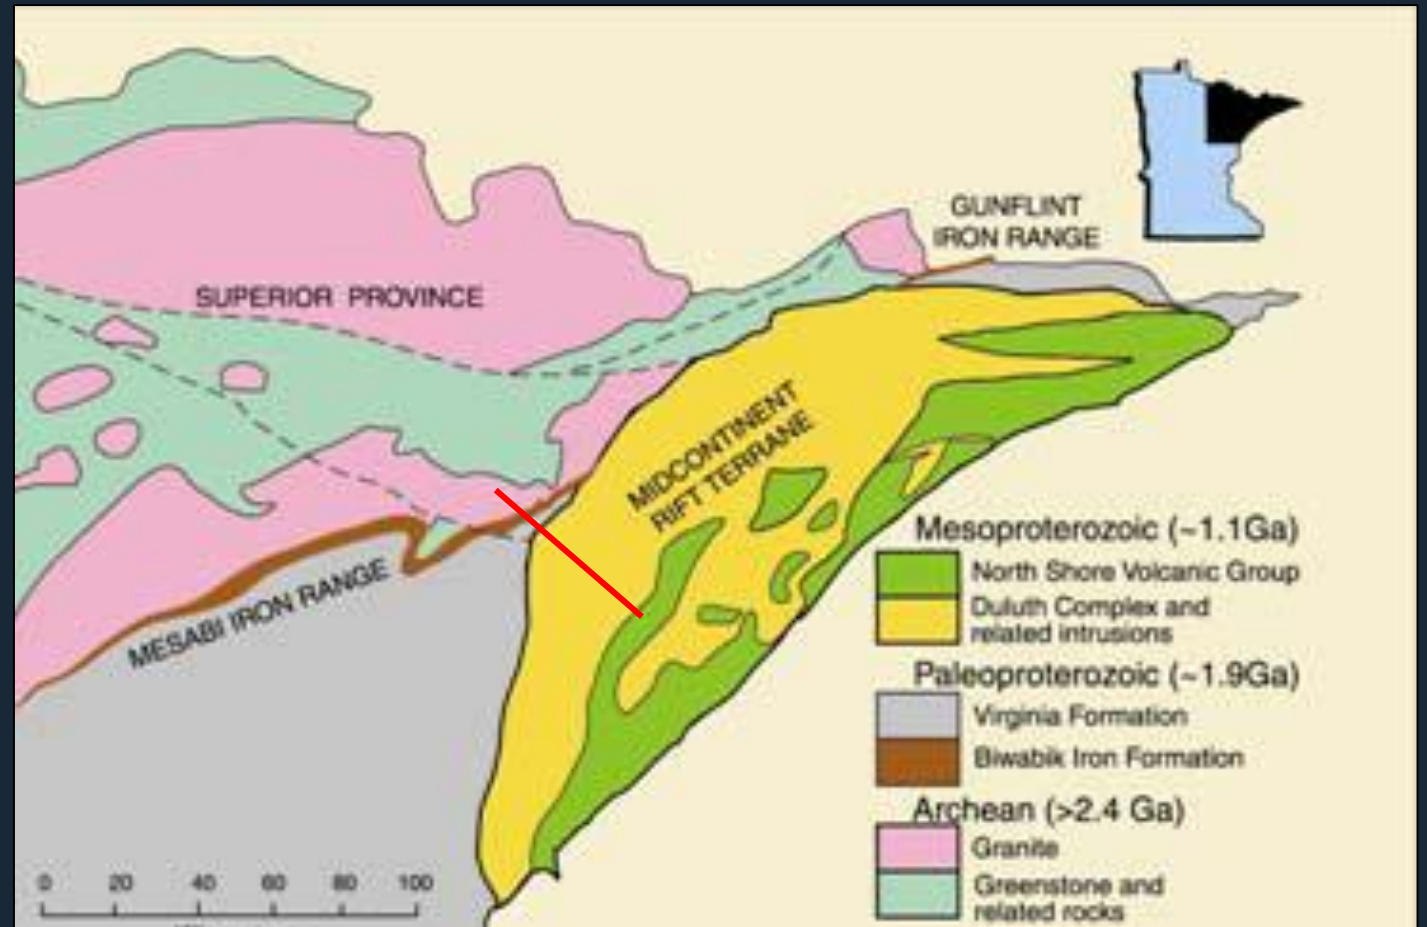 GUNFLINT
IRON RANGE
SUPERIOR PROVINCE
MIDCONTINENT
RIFT TERRANE
MESABI IRON RANGE
Mesoproterozoic (~1.1Ga)
North Shore Volcanic Group
Duluth Complex and
related intrusions
Paleoproterozoic (~1.9Ga)
Virginia Formation
Biwabik Iron Formation
Archean (>2.4 Ga)
Granite
Greenstone and
related rocks
0 20 40 60 80 100